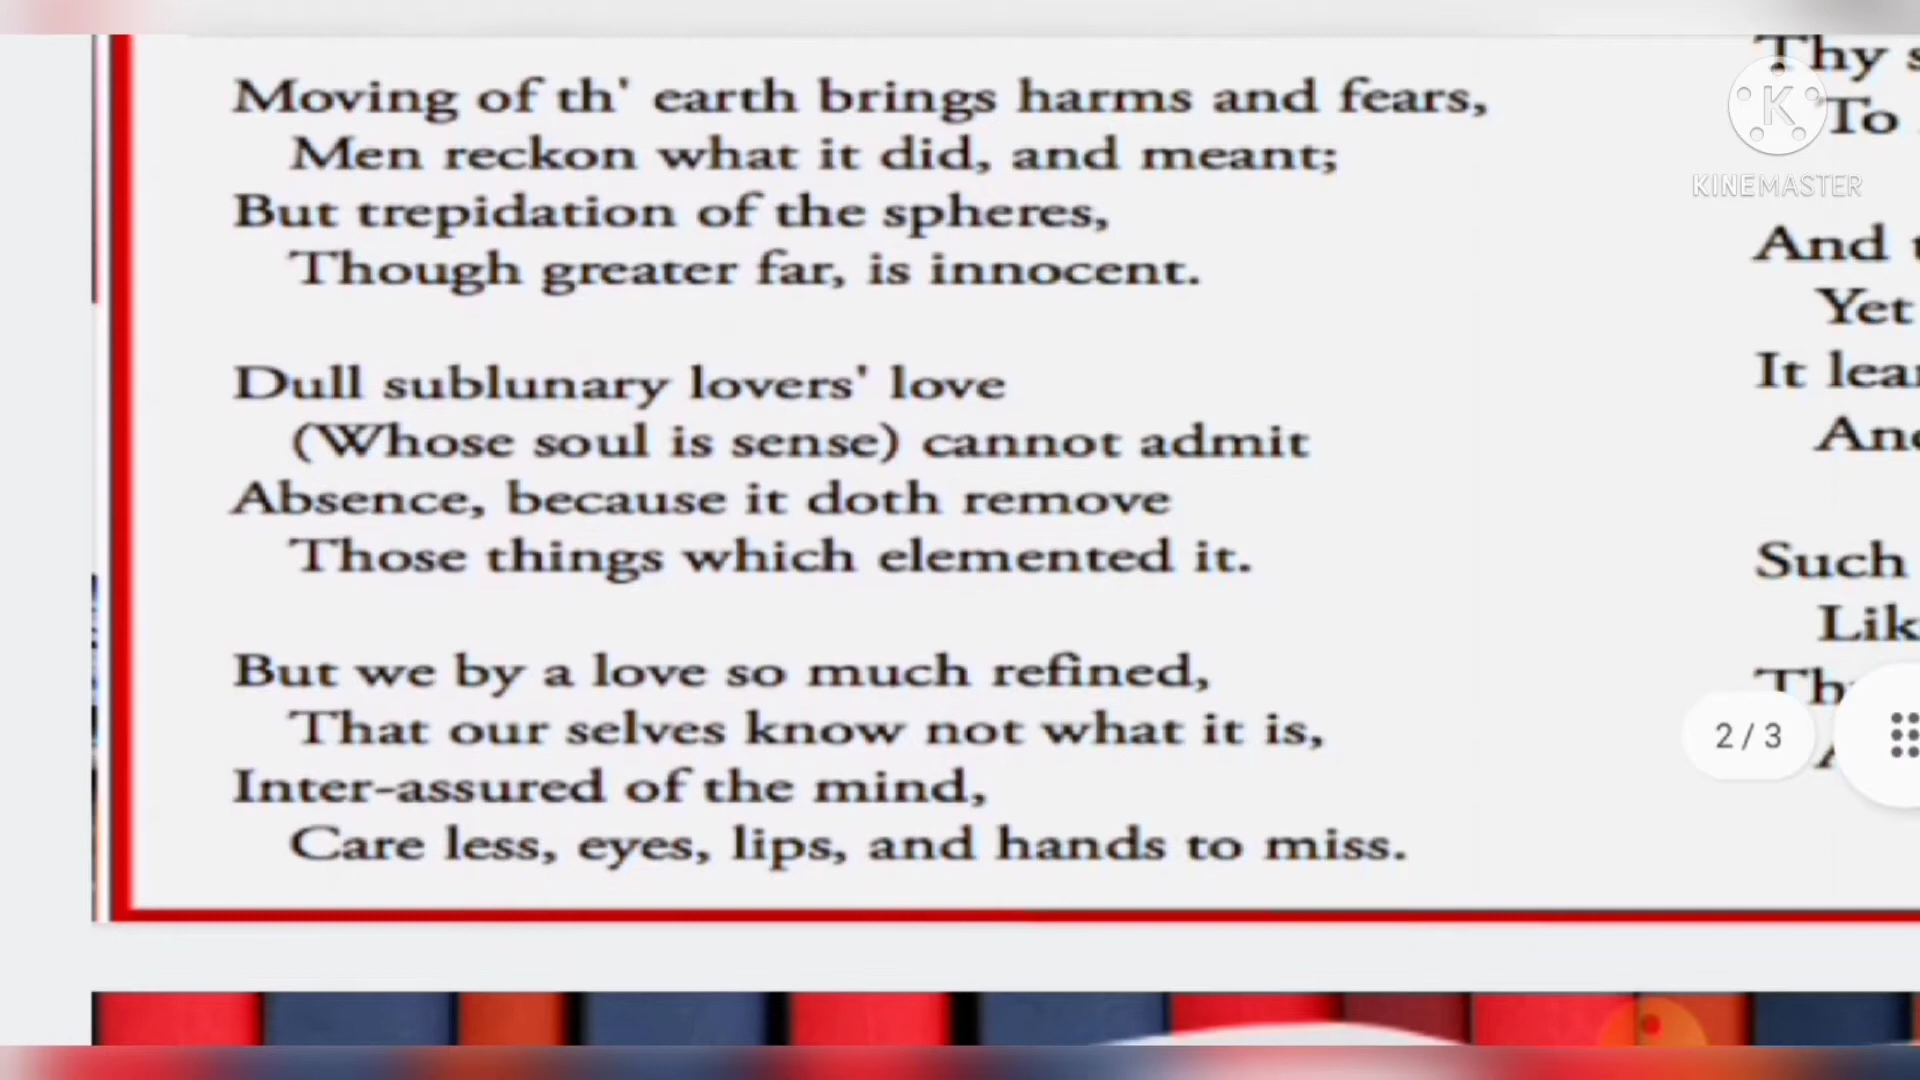 Moving of th' earth brings harms and fears,
Men reckon what it did, and meant;
But trepidation of the spheres,
Though greater far, is innocent.
Dull sublunary lovers' love
(Whose soul is sense) cannot admit
Absence, because it doth remove
Those things which elemented it.
But we by a love so much refined,
That our selves know not what it is,
Inter-assured of the mind,
Care less, eyes, lips, and hands to miss.
Thy
To
And
Yet
It
Such
KINEMASTER
2 / 3